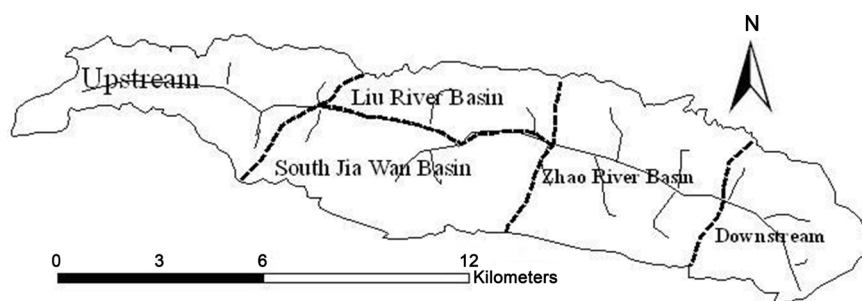 N
Upstream
Liu River Basin
South Jia Wan Basin
Zhao River Basin
Downstream
0 3 6 12
Kilometers